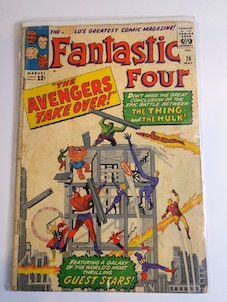 THE WORLD'S GREATEST COMIC MAGAZINE!
FANTASTIC
FOUR
MARVEL
12¢
26
MAY
"THE
AVENGERS
TAKE OVER!"
DON'T MISS THE GREAT
CONCLUSION OF THE
EPIC BATTLE BETWEEN
THE THING
AND
THE HULK!
FEATURING A GALAXY
OF THE WORLD'S MOST
THRILLING
GUEST STARS!